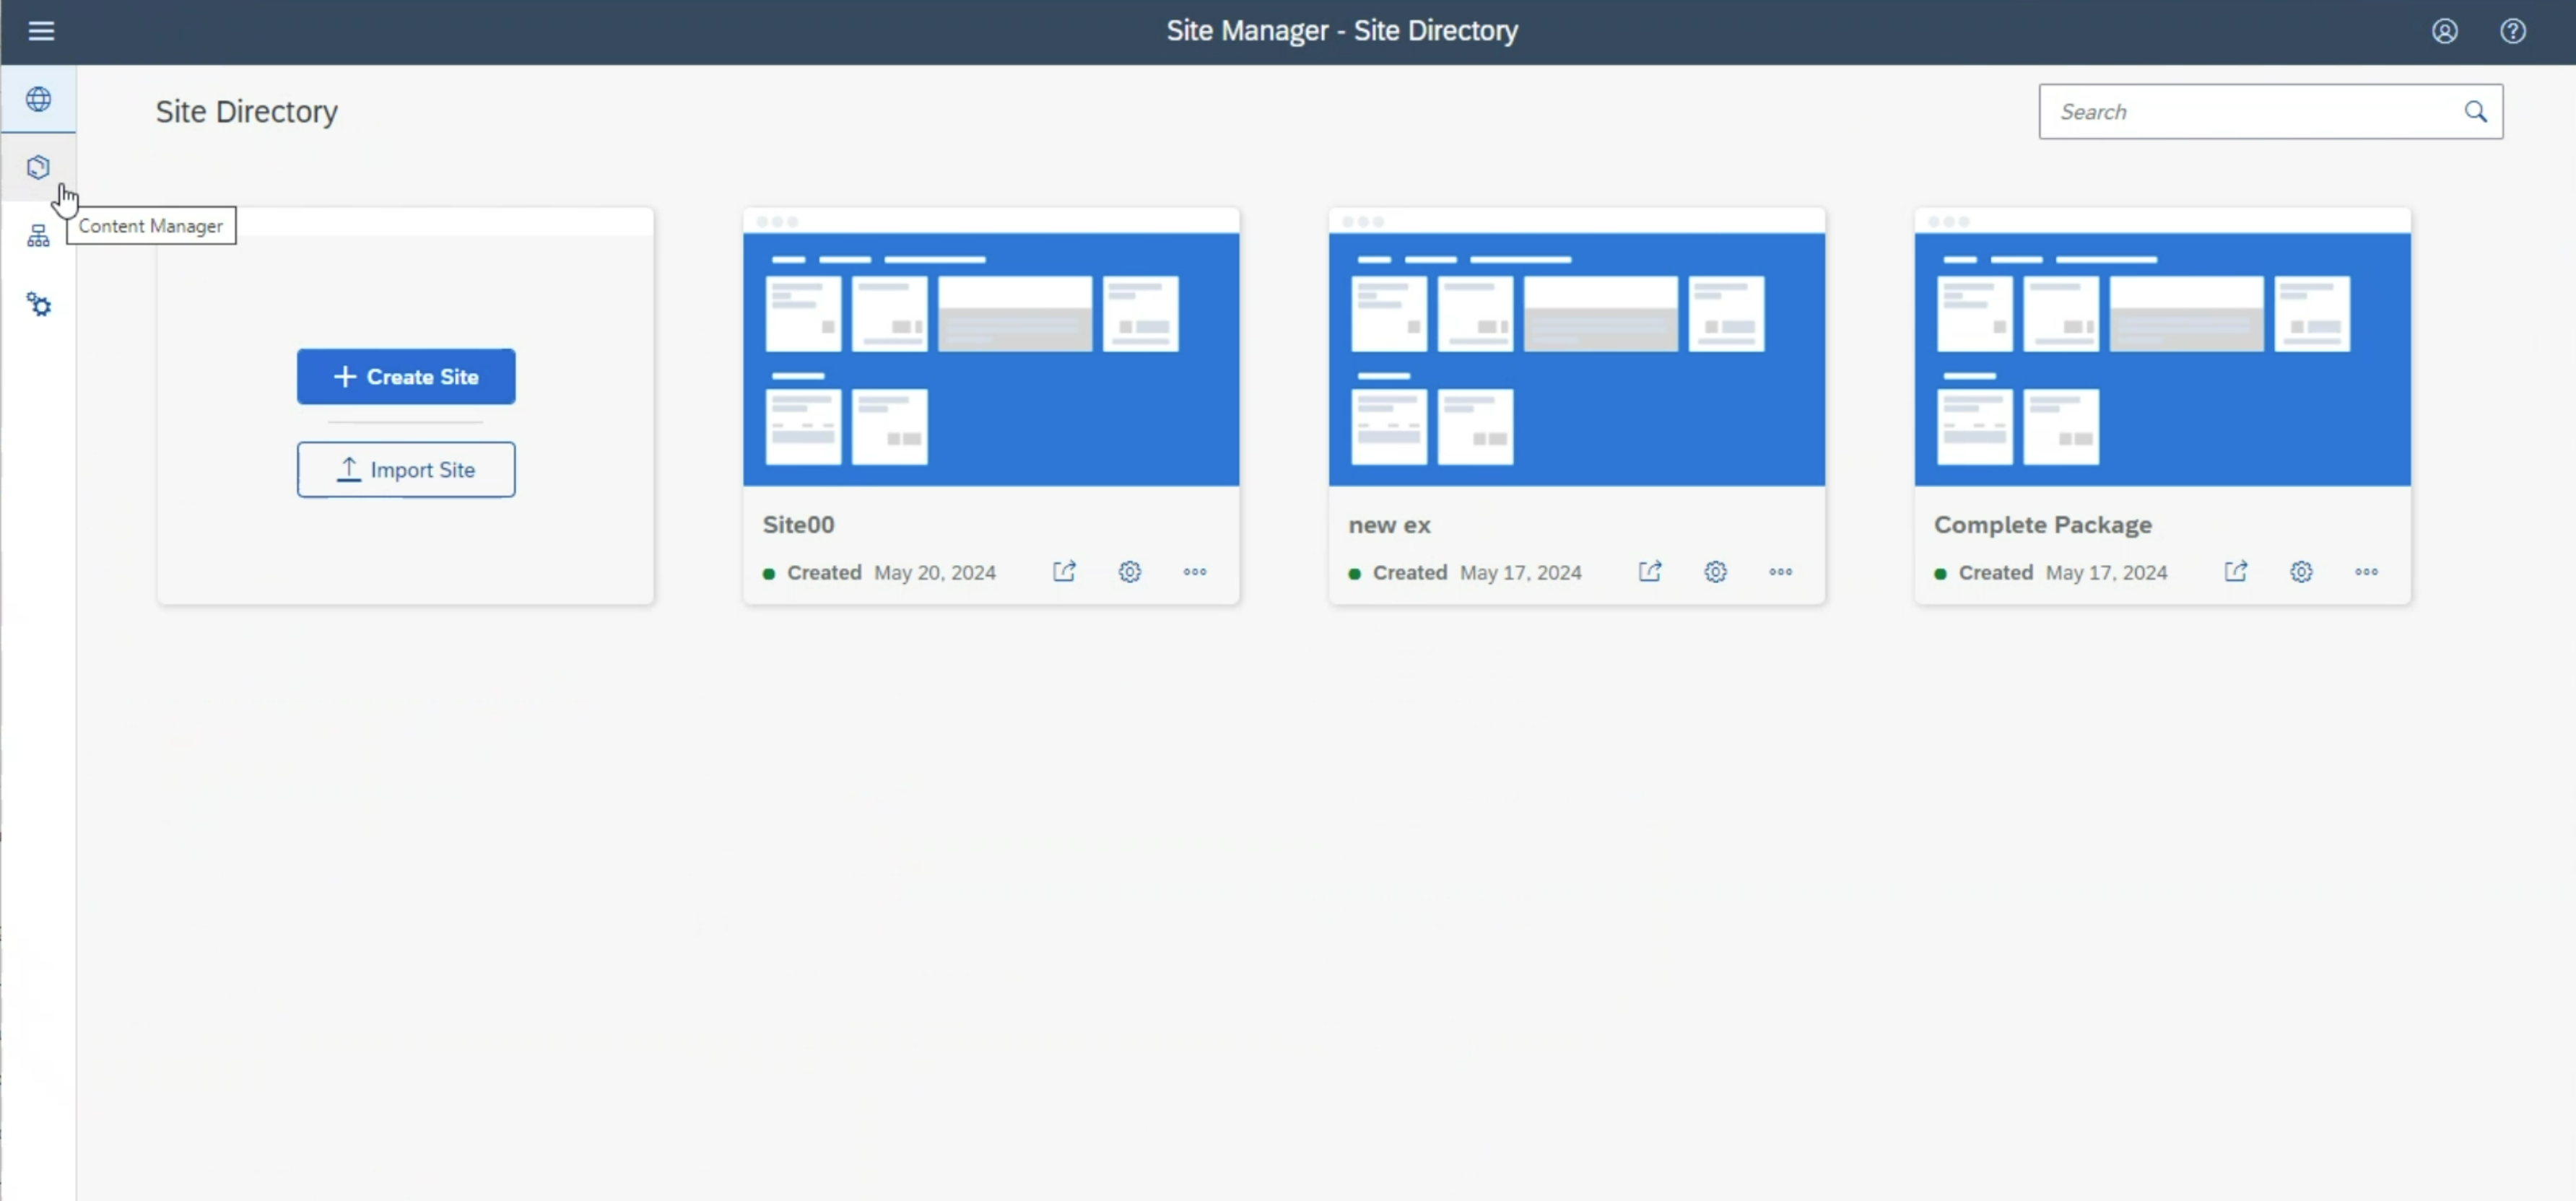 Site Manager - Site Directory
Site Directory
Search
Content Manager
Create Site
Import Site
Site00
Created May 20, 2024
new ex
Created May 17, 2024
Complete Package
Created May 17, 2024